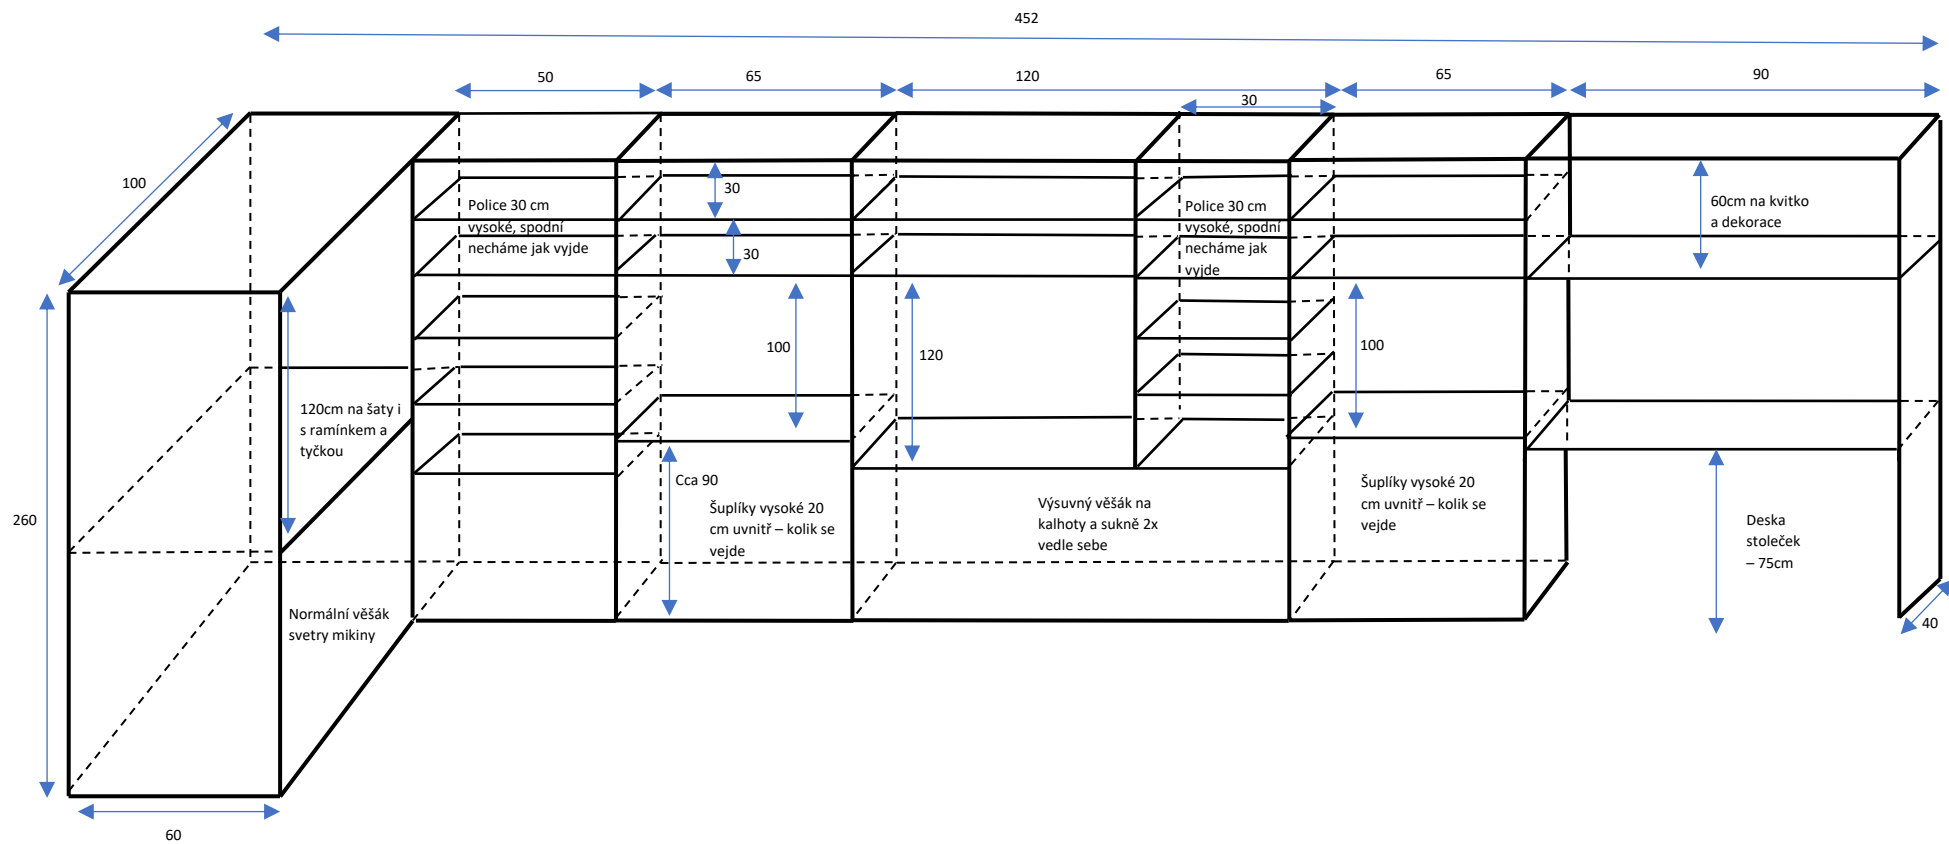 452
50
65
120
65
90
30
100
30
30
Police 30 cm
vysoké, spodní
necháme jak vyjde
Police 30 cm
vysoké, spodní
necháme jak
vyjde
60cm na kvitko
a dekorace
100
120
100
120cm na šaty i
s ramínkem a
tyčkou
260
Cca 90
Šuplíky vysoké 20
cm uvnitř – kolik se
vejde
Výsuvný věšák na
kalhoty a sukně 2x
vedle sebe
Šuplíky vysoké 20
cm uvnitř – kolik se
vejde
Deska
stoleček
– 75cm
Normální věšák
svetry mikiny
40
60